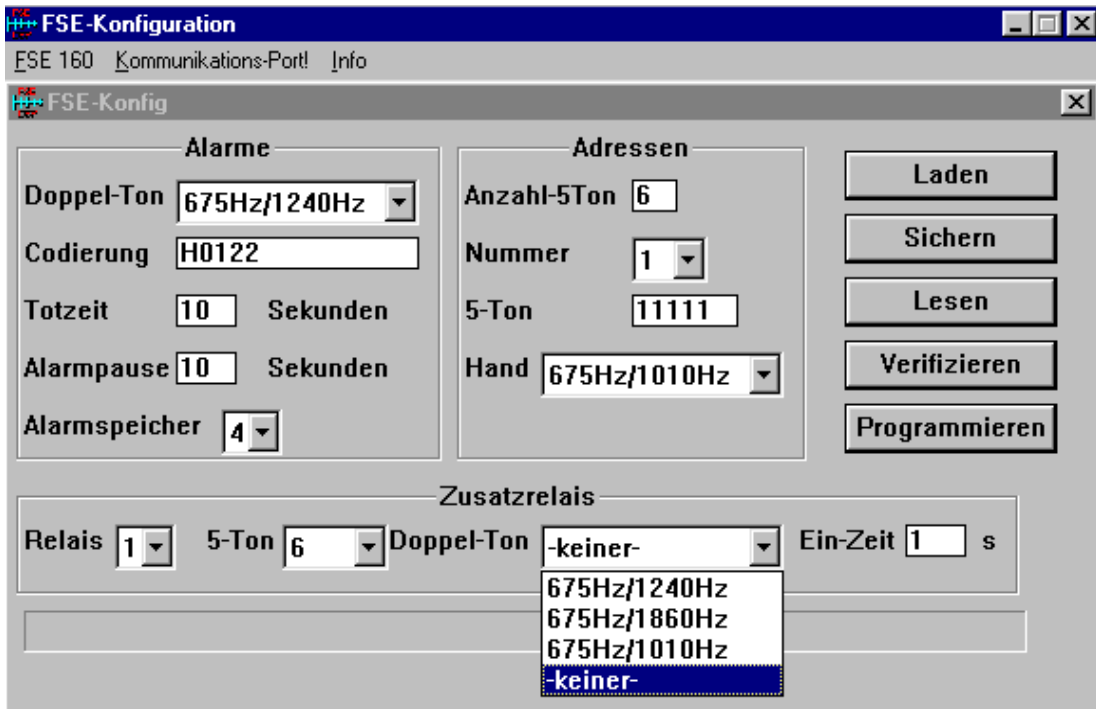 FSE-Konfiguration
FSE 160 Kommunikations-Port! Info
FSE-Konfig
Alarme
Doppel-Ton 675Hz/1240Hz
Codierung H0122
Totzeit 10 Sekunden
Alarmpause 10 Sekunden
Alarmspeicher 4
Adressen
Anzahl-5Ton 6
Nummer 1
5-Ton 11111
Hand 675Hz/1010Hz
Laden
Sichern
Lesen
Verifizieren
Programmieren
Zusatzrelais
Relais 1 5-Ton 6 Doppel-Ton -keiner- Ein-Zeit 1 s
675Hz/1240Hz
675Hz/1860Hz
675Hz/1010Hz
-keiner-